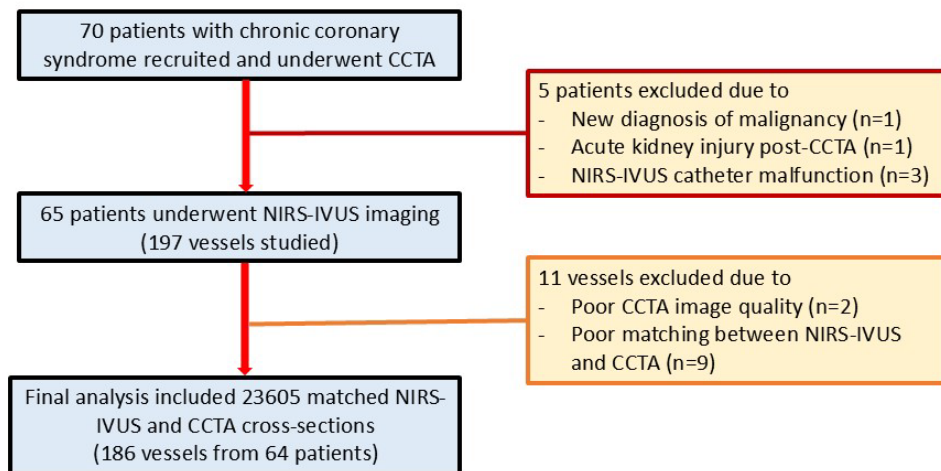 70 patients with chronic coronary
syndrome recruited and underwent CCTA
5 patients excluded due to
- New diagnosis of malignancy (n=1)
- Acute kidney injury post-CCTA (n=1)
- NIRS-IVUS catheter malfunction (n=3)
65 patients underwent NIRS-IVUS imaging
(197 vessels studied)
11 vessels excluded due to
- Poor CCTA image quality (n=2)
- Poor matching between NIRS-IVUS
and CCTA (n=9)
Final analysis included 23605 matched NIRS-
IVUS and CCTA cross-sections
(186 vessels from 64 patients)